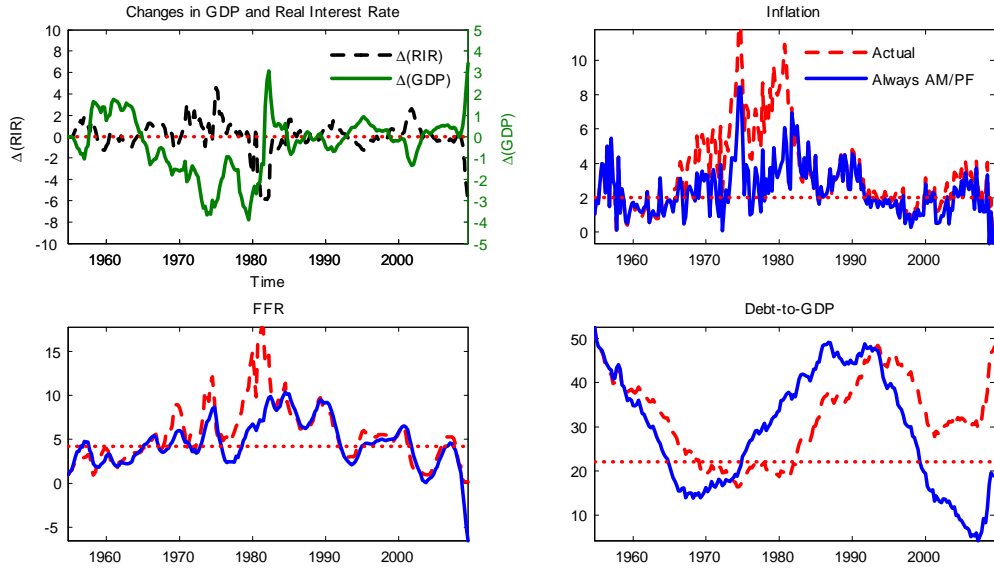 Changes in GDP and Real Interest Rate
10
8
6
4
2
0
-2
-4
-6
-8
-10
Δ(RIR)
Δ(RIR)
Δ(GDP)
5
4
3
2
1
0
-1
-2
-3
-4
-5
Δ(GDP)
1960 1970 1980 1990 2000
Time
Inflation
10
8
6
4
2
0
Actual
Always AM/PF
1960 1970 1980 1990 2000
FFR
15
10
5
0
-5
1960 1970 1980 1990 2000
Debt-to-GDP
50
40
30
20
10
1960 1970 1980 1990 2000